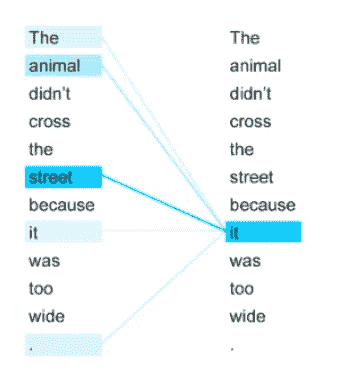 The The
animal animal
didn't didn't
cross cross
the the
street street
because because
it it
was was
too too
wide wide
. .